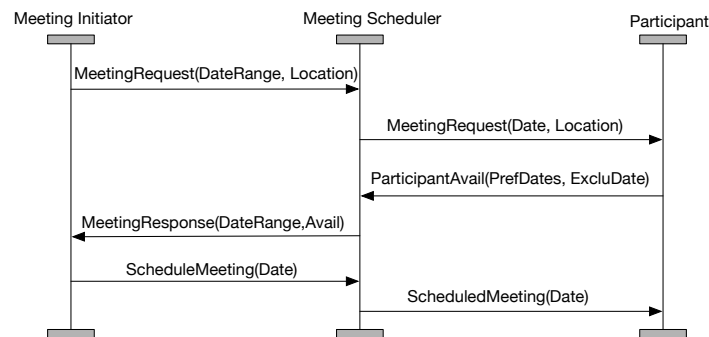 Meeting Initiator
Meeting Scheduler
Participant
MeetingRequest(DateRange, Location)
MeetingRequest(Date, Location)
ParticipantAvail(PrefDates, ExcluDate)
MeetingResponse(DateRange,Avail)
ScheduleMeeting(Date)
ScheduledMeeting(Date)